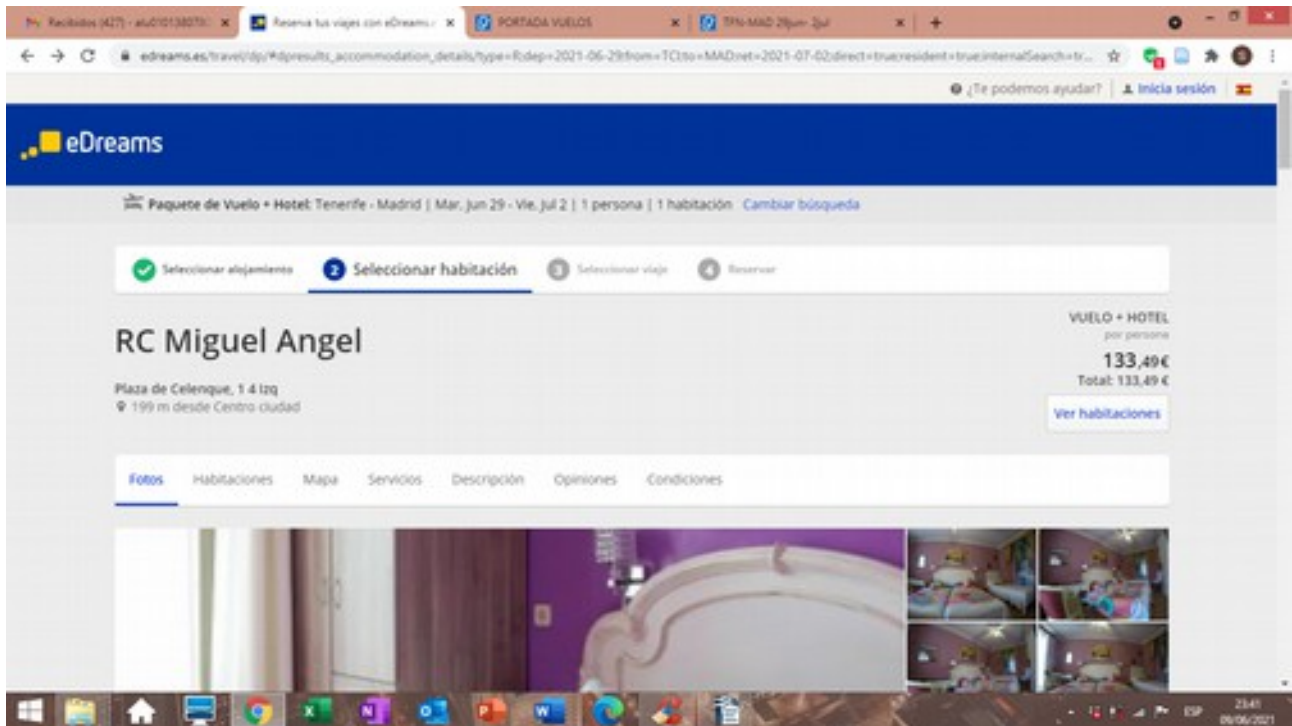 Recibidos (427) - alu0101380
Reserva tus viajes con eDreams
PORTADA VUELOS
TFN-MAD 29jun- 2jul
edreams.es/travel/dp/#dpresults_accommodation_details/type=R;dep=2021-06-29;from=TCI;to=MAD;ret=2021-07-02;direct=true;resident=true;internalSearch=tr...
¿Te podemos ayudar?
Inicia sesión
eDreams
Paquete de Vuelo + Hotel: Tenerife - Madrid | Mar. Jun 29 - Vie. Jul 2 | 1 persona | 1 habitación Cambiar búsqueda
Seleccionar alojamiento
2 Seleccionar habitación
3 Seleccionar viaje
4 Reservar
RC Miguel Angel
Plaza de Celenque, 1 4 Izq
199 m desde Centro ciudad
VUELO + HOTEL
por persona
133,49€
Total: 133,49 €
Ver habitaciones
Fotos
Habitaciones
Mapa
Servicios
Descripción
Opiniones
Condiciones
ESP
23:41
09/06/2021